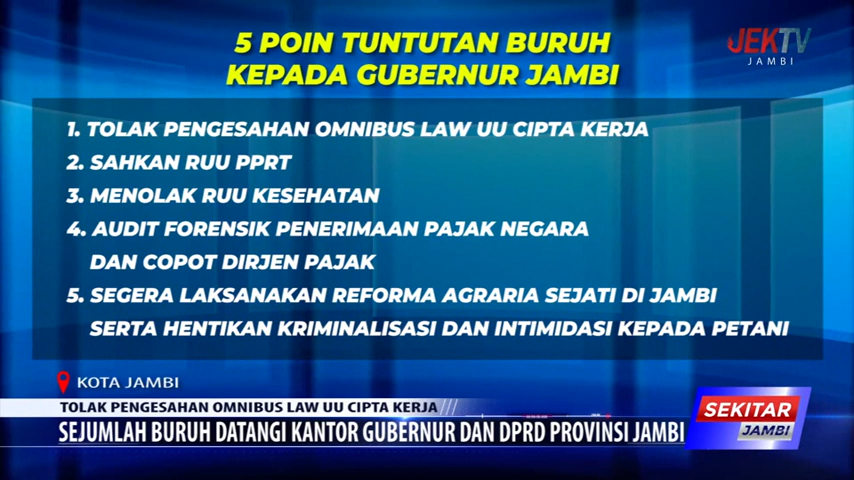 5 POIN TUNTUTAN BURUH
KEPADA GUBERNUR JAMBI
JEKTV
JAMBI
1. TOLAK PENGESAHAN OMNIBUS LAW UU CIPTA KERJA
2. SAHKAN RUU PPRT
3. MENOLAK RUU KESEHATAN
4. AUDIT FORENSIK PENERIMAAN PAJAK NEGARA
DAN COPOT DIRJEN PAJAK
5. SEGERA LAKSANAKAN REFORMA AGRARIA SEJATI DI JAMBI
SERTA HENTIKAN KRIMINALISASI DAN INTIMIDASI KEPADA PETANI
KOTA JAMBI
TOLAK PENGESAHAN OMNIBUS LAW UU CIPTA KERJA
SEJUMLAH BURUH DATANGI KANTOR GUBERNUR DAN DPRD PROVINSI JAMBI
SEKITAR
JAMBI